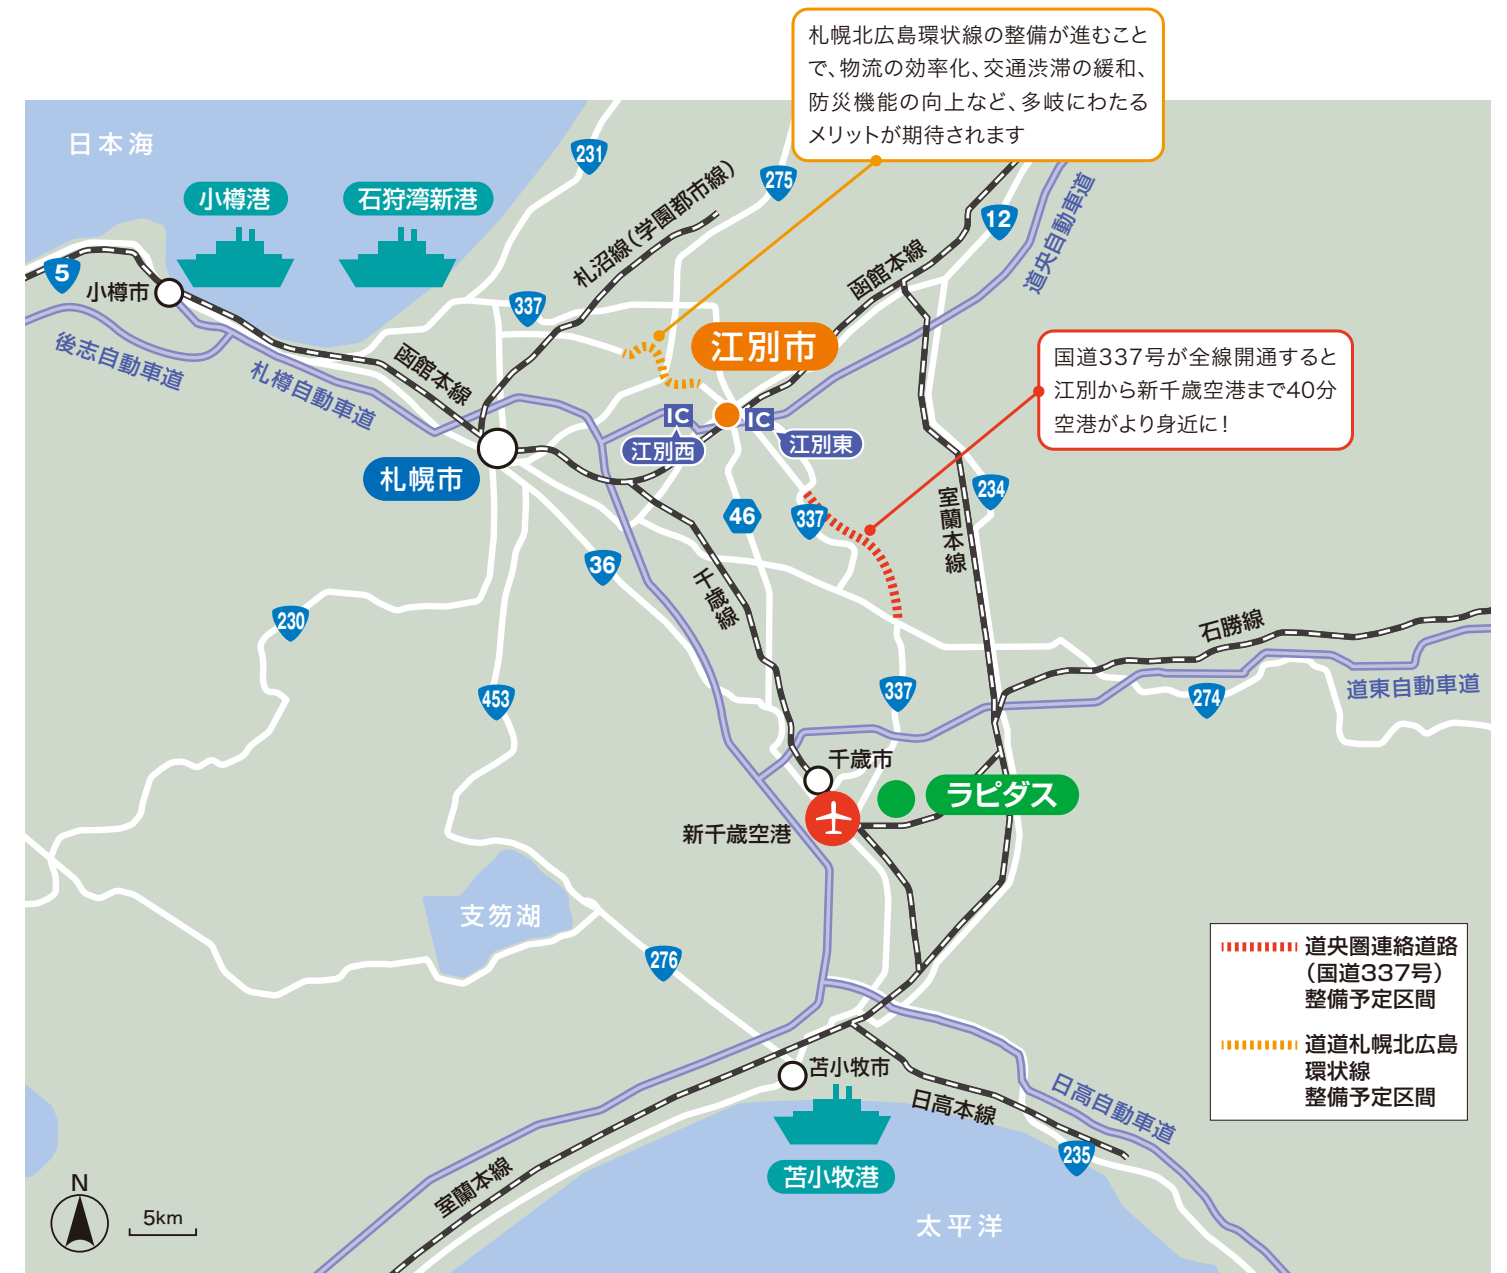 札幌北広島環状線の整備が進むこと
で、物流の効率化、交通渋滞の緩和、
防災機能の向上など、多岐にわたる
メリットが期待されます
日本海
小樽港
石狩湾新港
231
275
12
札沼線(学園都市線)
函館本線
道央自動車道
5
小樽市
337
後志自動車道
札樽自動車道
函館本線
江別市
国道337号が全線開通すると
江別から新千歳空港まで40分
空港がより身近に!
IC
IC
江別西
江別東
札幌市
46
337
234
室蘭本線
36
千歳線
230
石勝線
453
337
274
道東自動車道
千歳市
ラピダス
新千歳空港
支笏湖
276
道央圏連絡道路
(国道337号)
整備予定区間
道道札幌北広島
環状線
整備予定区間
苫小牧市
日高本線
日高自動車道
235
苫小牧港
室蘭本線
太平洋
N
5km